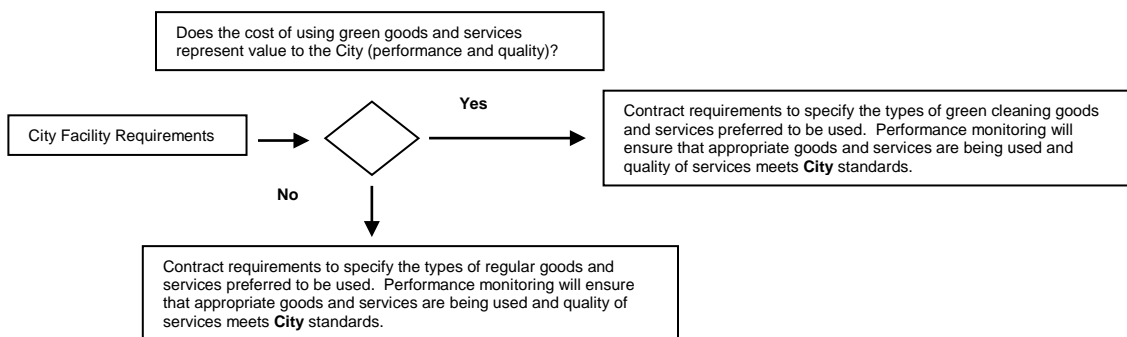 Does the cost of using green goods and services
represent value to the City (performance and quality)?
City Facility Requirements
Yes
Contract requirements to specify the types of green cleaning goods
and services preferred to be used.  Performance monitoring will
ensure that appropriate goods and services are being used and
quality of services meets City standards.
No
Contract requirements to specify the types of regular goods and
services preferred to be used.  Performance monitoring will ensure
that appropriate goods and services are being used and quality of
services meets City standards.